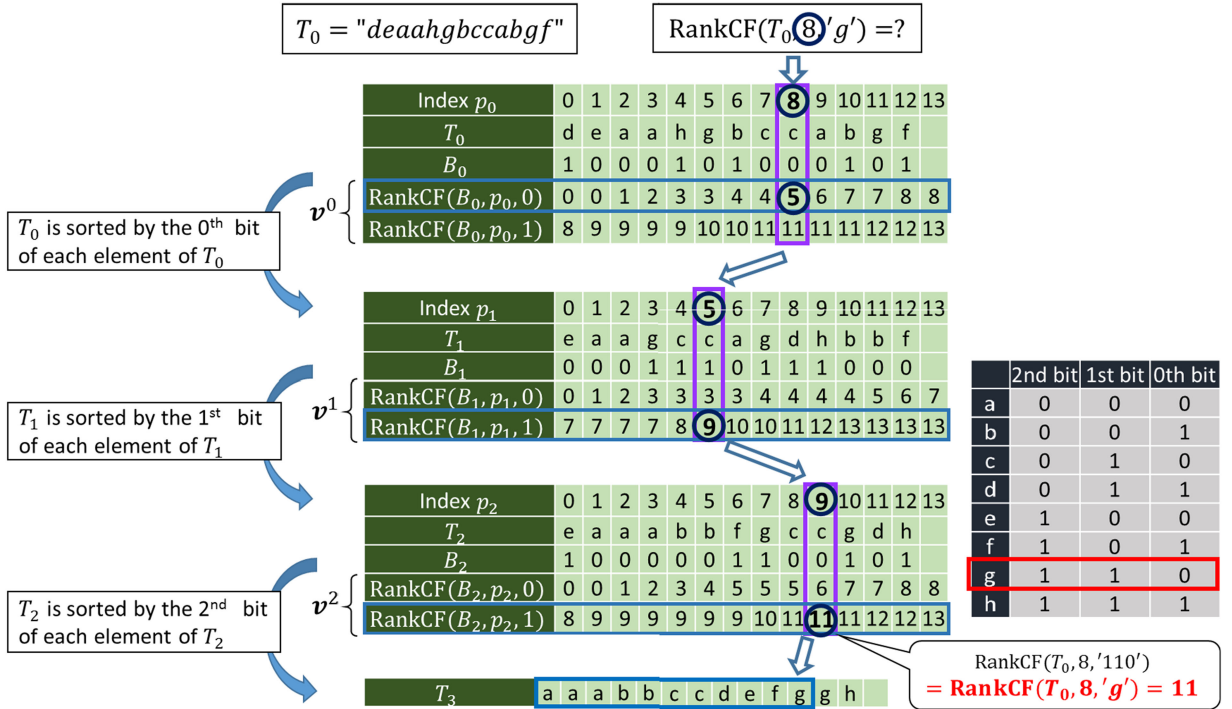 T₀ = "deaahgbccabgf"
RankCF(T₀, 8, 'g') =?
Index p₀ 0 1 2 3 4 5 6 7 8 9 10 11 12 13
T₀ d e a a h g b c c a b g f
B₀ 1 0 0 0 1 0 1 0 0 0 1 0 1
v⁰
RankCF(B₀, p₀, 0) 0 0 1 2 3 3 4 4 5 6 7 7 8 8
RankCF(B₀, p₀, 1) 8 9 9 9 9 10 10 11 11 11 11 12 12 13
T₀ is sorted by the 0th bit
of each element of T₀
Index p₁ 0 1 2 3 4 5 6 7 8 9 10 11 12 13
T₁ e a a g c c a g d h b b f
B₁ 0 0 0 1 1 1 0 1 1 1 0 0 0
v¹
RankCF(B₁, p₁, 0) 0 1 2 3 3 3 3 4 4 4 4 5 6 7
RankCF(B₁, p₁, 1) 7 7 7 7 8 9 10 10 11 12 13 13 13 13
T₁ is sorted by the 1st bit
of each element of T₁
Index p₂ 0 1 2 3 4 5 6 7 8 9 10 11 12 13
T₂ e a a a b b f g c c g d h
B₂ 1 0 0 0 0 0 1 1 0 0 1 0 1
v²
RankCF(B₂, p₂, 0) 0 0 1 2 3 4 5 5 5 6 7 7 8 8
RankCF(B₂, p₂, 1) 8 9 9 9 9 9 9 10 11 11 11 12 12 13
T₂ is sorted by the 2nd bit
of each element of T₂
T₃ a a a b b c c d e f g g h
2nd bit 1st bit 0th bit
a 0 0 0
b 0 0 1
c 0 1 0
d 0 1 1
e 1 0 0
f 1 0 1
g 1 1 0
h 1 1 1
RankCF(T₀, 8, '110')
= RankCF(T₀, 8, 'g') = 11